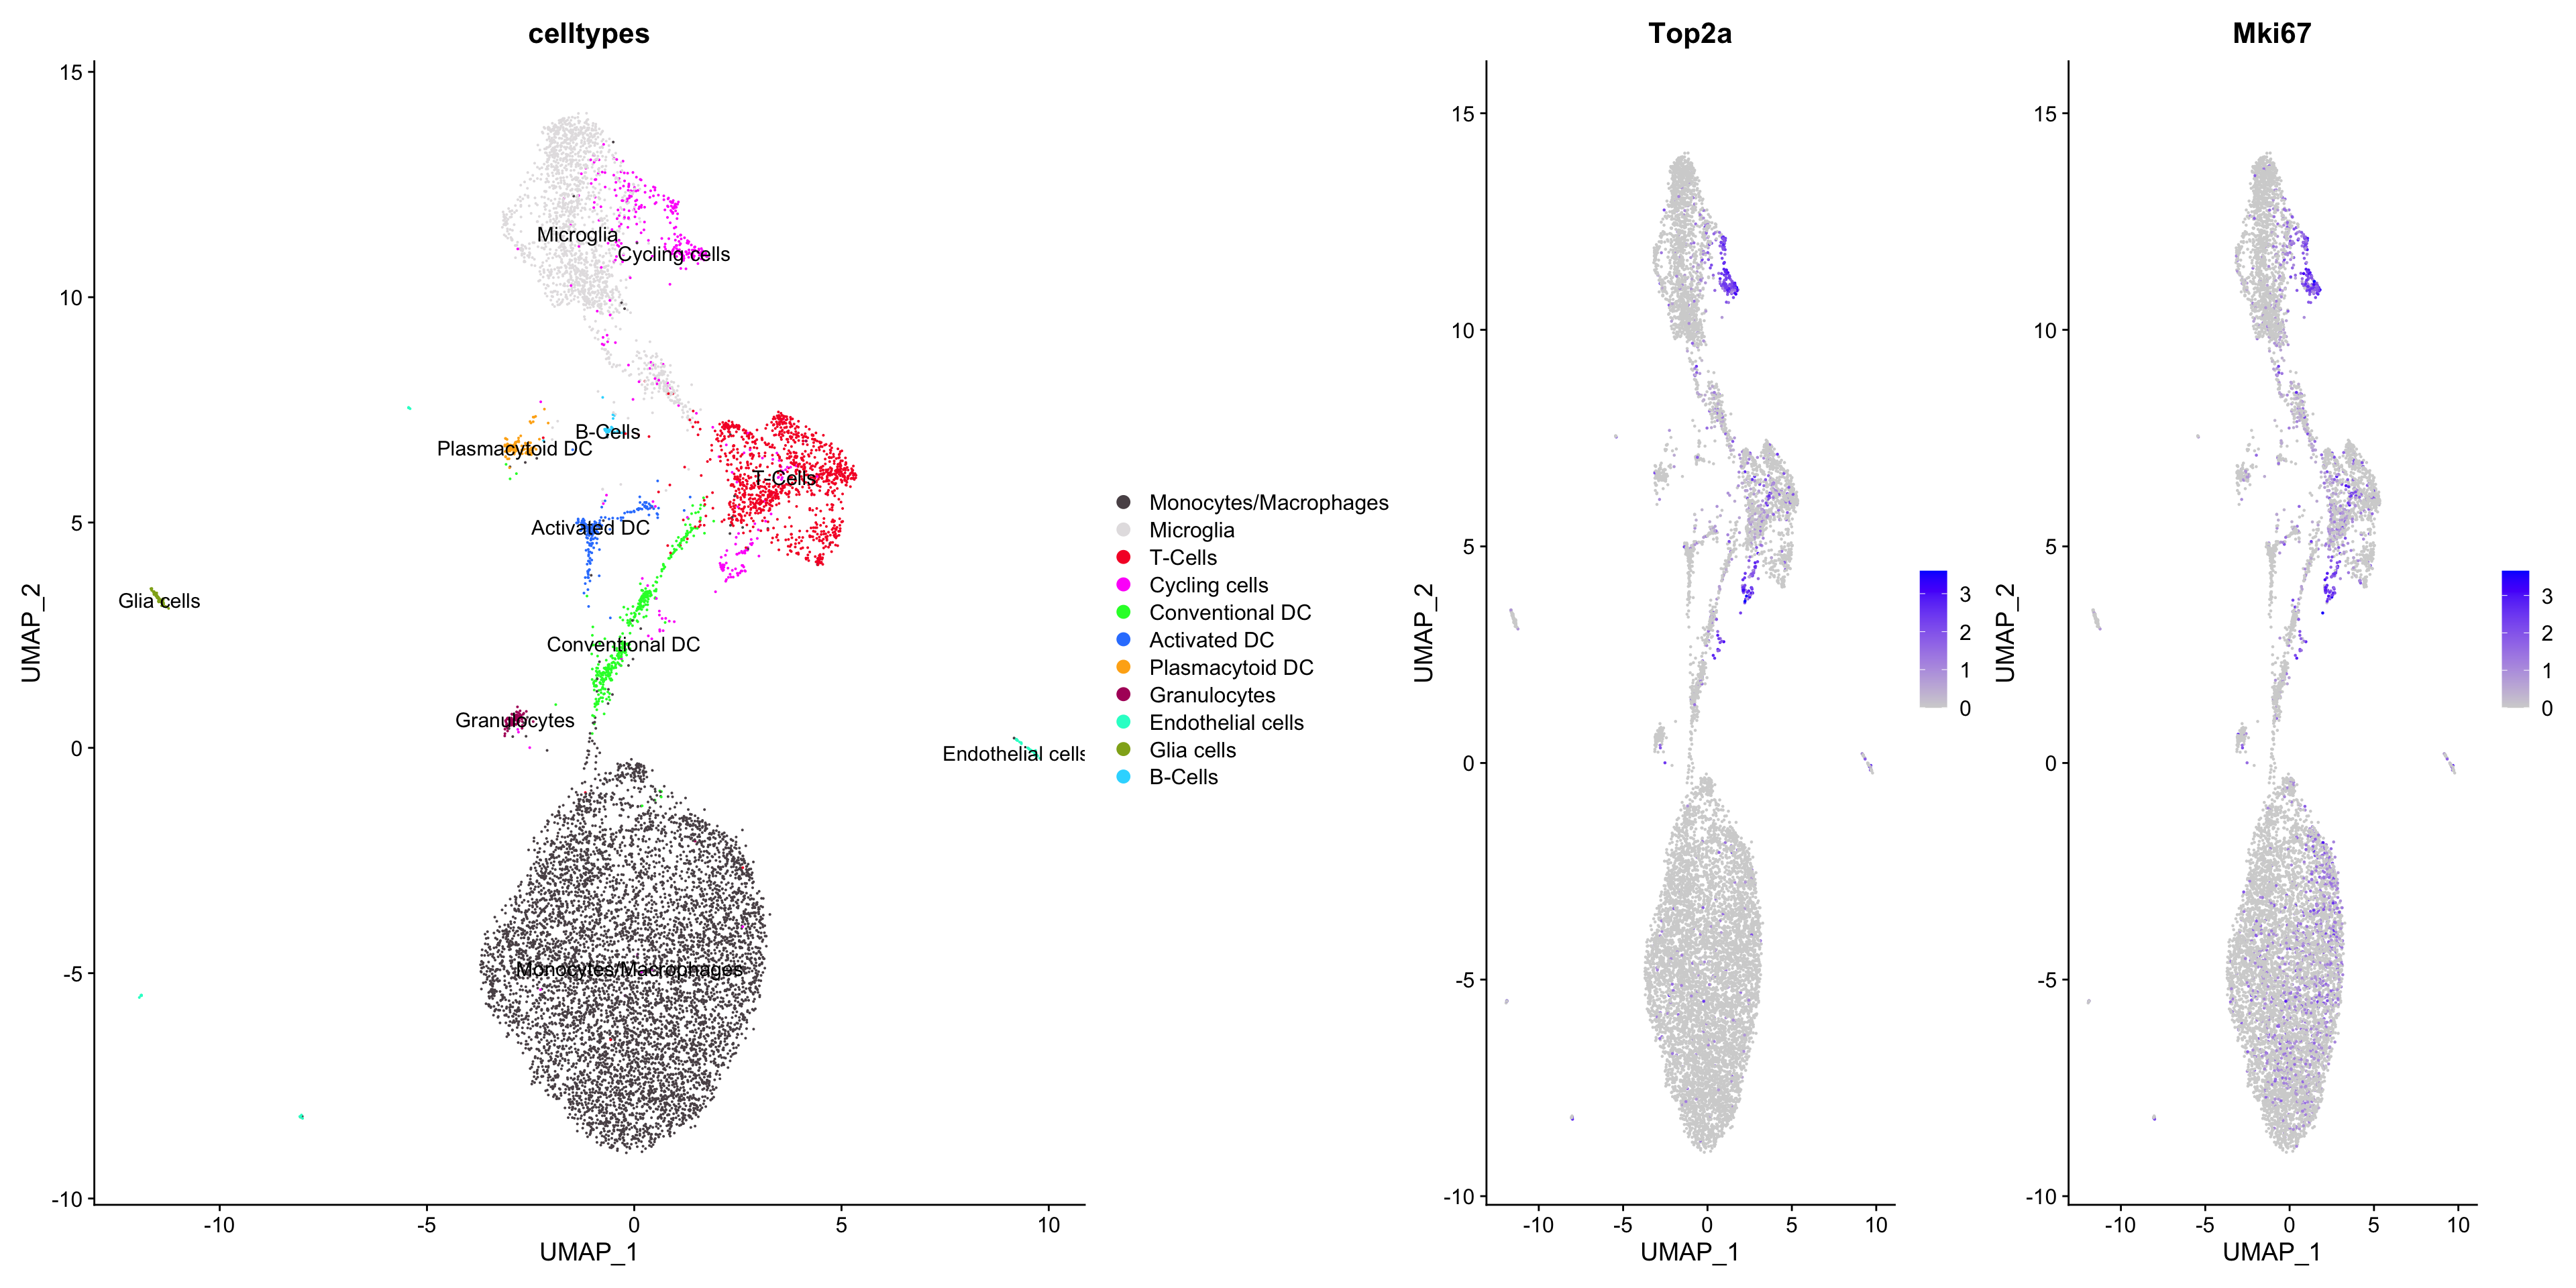 celltypes
15
10
5
0
-5
-10
UMAP_2
-10
-5
0
5
10
UMAP_1
Microglia
Cycling cells
B-Cells
Plasmacytoid DC
T-Cells
Activated DC
Glia cells
Conventional DC
Granulocytes
Endothelial cells
Monocytes/Macrophages
Monocytes/Macrophages
Microglia
T-Cells
Cycling cells
Conventional DC
Activated DC
Plasmacytoid DC
Granulocytes
Endothelial cells
Glia cells
B-Cells
Top2a
15
10
5
0
-5
-10
UMAP_2
-10
-5
0
5
10
UMAP_1
3
2
1
0
Mki67
15
10
5
0
-5
-10
UMAP_2
-10
-5
0
5
10
UMAP_1
3
2
1
0